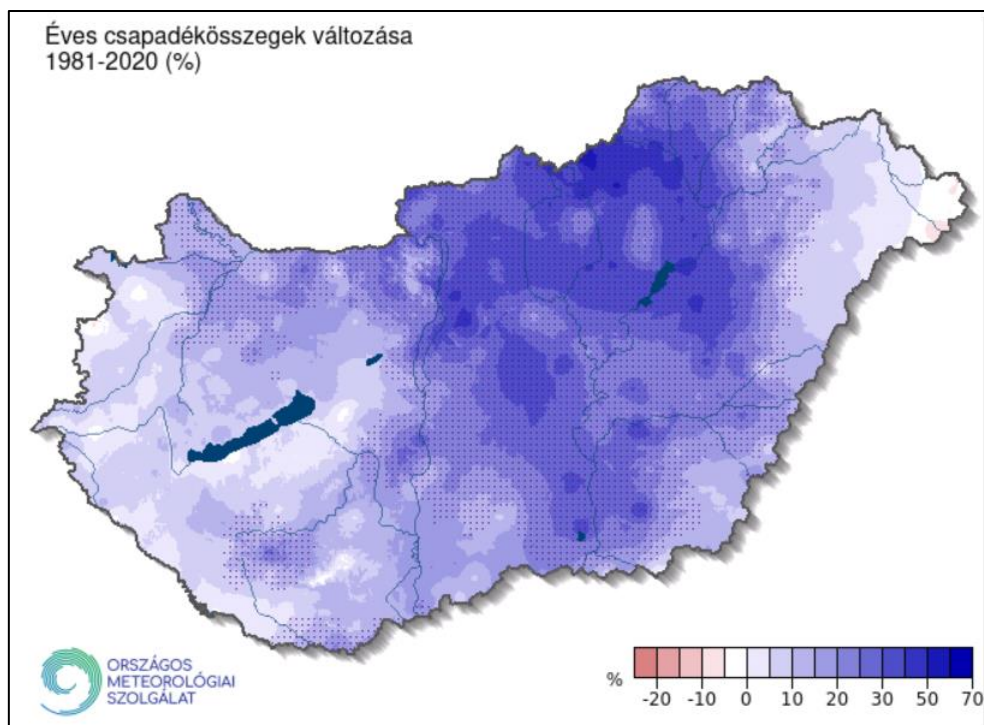 Éves csapadékösszegek változása
1981-2020 (%)
ORSZÁGOS
METEOROLÓGIAI
SZOLGÁLAT
% -20 -10 0 10 20 30 50 70